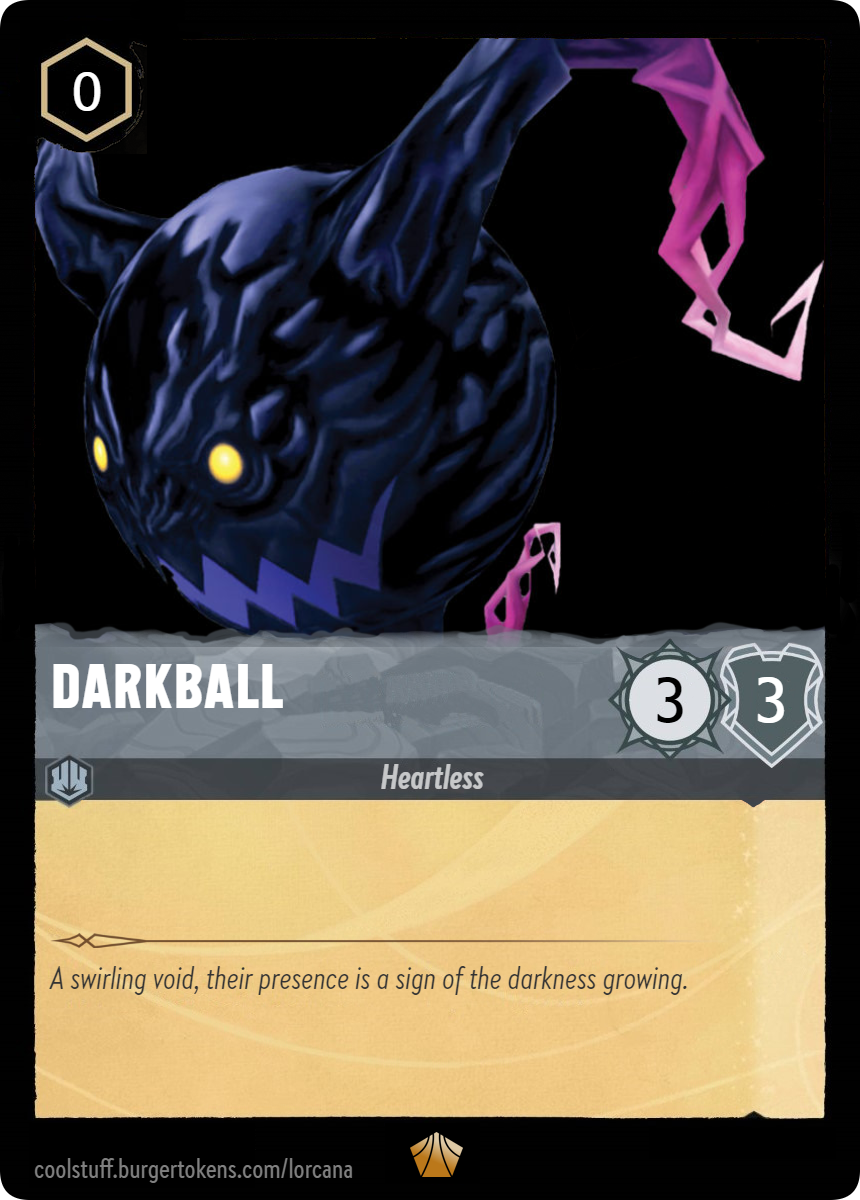 0
DARKBALL
3
3
Heartless
A swirling void, their presence is a sign of the darkness growing.
coolstuff.burgertokens.com/lorcana